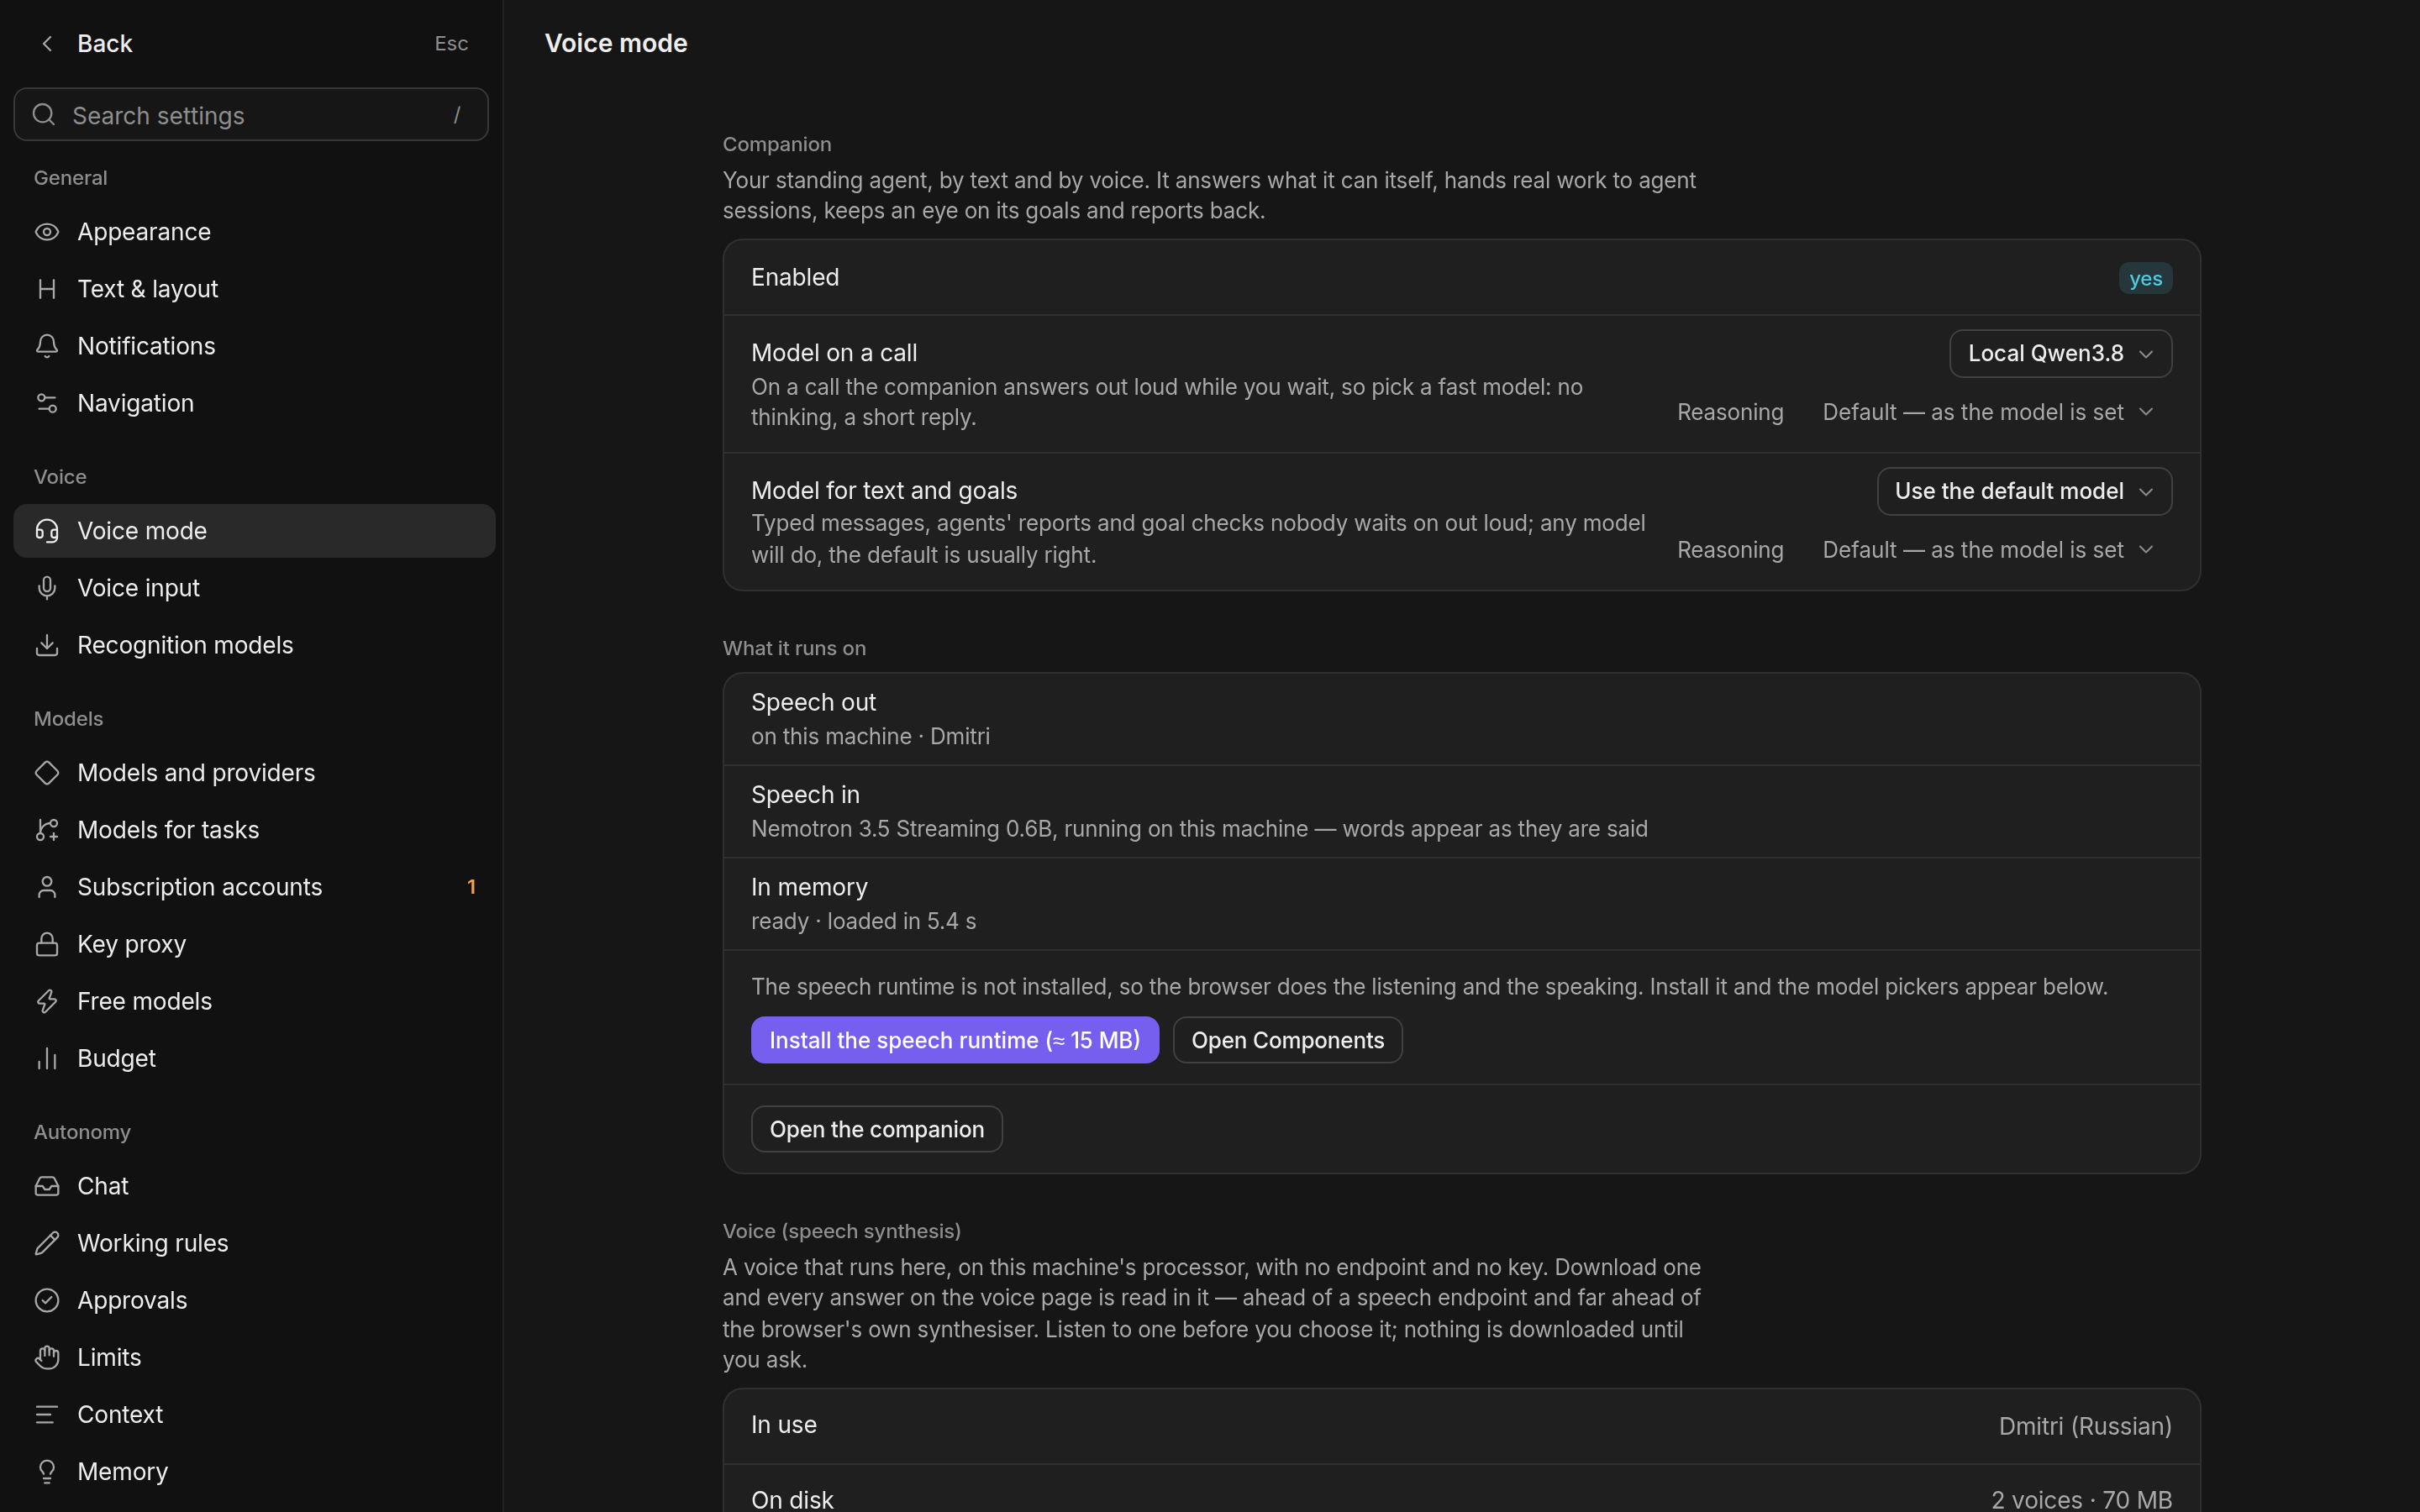 Back
Esc
Search settings
/
General
Appearance
Text & layout
Notifications
Navigation
Voice
Voice mode
Voice input
Recognition models
Models
Models and providers
Models for tasks
Subscription accounts
1
Key proxy
Free models
Budget
Autonomy
Chat
Working rules
Approvals
Limits
Context
Memory
Voice mode
Companion
Your standing agent, by text and by voice. It answers what it can itself, hands real work to agent
sessions, keeps an eye on its goals and reports back.
Enabled
yes
Model on a call
Local Qwen3.8
On a call the companion answers out loud while you wait, so pick a fast model: no
thinking, a short reply.
Reasoning
Default — as the model is set
Model for text and goals
Use the default model
Typed messages, agents' reports and goal checks nobody waits on out loud; any model
will do, the default is usually right.
Reasoning
Default — as the model is set
What it runs on
Speech out
on this machine · Dmitri
Speech in
Nemotron 3.5 Streaming 0.6B, running on this machine — words appear as they are said
In memory
ready · loaded in 5.4 s
The speech runtime is not installed, so the browser does the listening and the speaking. Install it and the model pickers appear below.
Install the speech runtime (≈ 15 MB)
Open Components
Open the companion
Voice (speech synthesis)
A voice that runs here, on this machine's processor, with no endpoint and no key. Download one
and every answer on the voice page is read in it — ahead of a speech endpoint and far ahead of
the browser's own synthesiser. Listen to one before you choose it; nothing is downloaded until
you ask.
In use
Dmitri (Russian)
On disk
2 voices · 70 MB